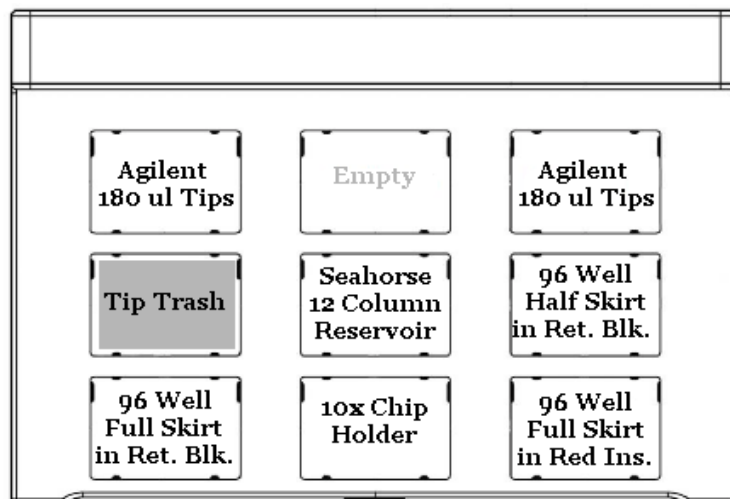 Agilent
180 ul Tips
Empty
Agilent
180 ul Tips
Tip Trash
Seahorse
12 Column
Reservoir
96 Well
Half Skirt
in Ret. Blk.
96 Well
Full Skirt
in Ret. Blk.
10x Chip
Holder
96 Well
Full Skirt
in Red Ins.